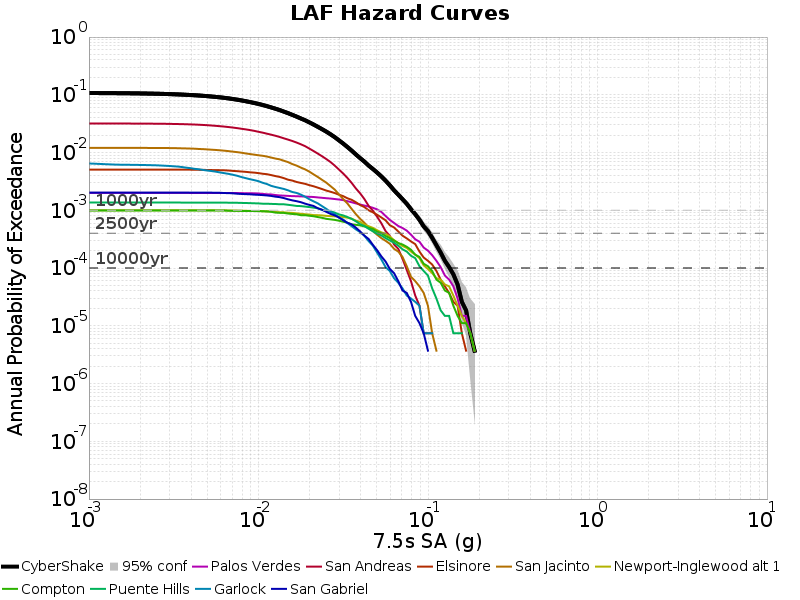 LAF Hazard Curves
Annual Probability of Exceedance
10^0
10^-1
10^-2
10^-3
10^-4
10^-5
10^-6
10^-7
10^-8
1000yr
2500yr
10000yr
10^-3
10^-2
10^-1
10^0
10^1
7.5s SA (g)
CyberShake 95% conf Palos Verdes San Andreas Elsinore San Jacinto Newport-Inglewood alt 1
Compton Puente Hills Garlock San Gabriel